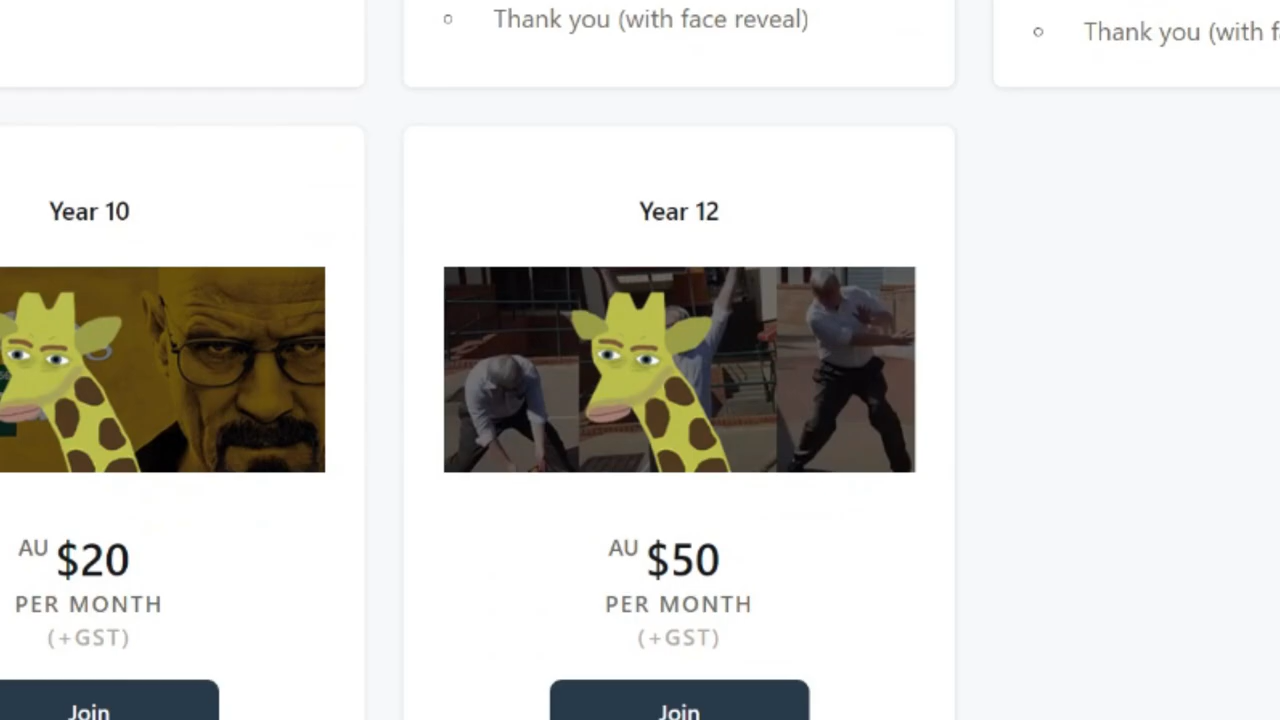 Thank you (with face reveal)
Thank you (with
Year 10
Year 12
AU $20
PER MONTH
(+GST)
Join
AU $50
PER MONTH
(+GST)
Join